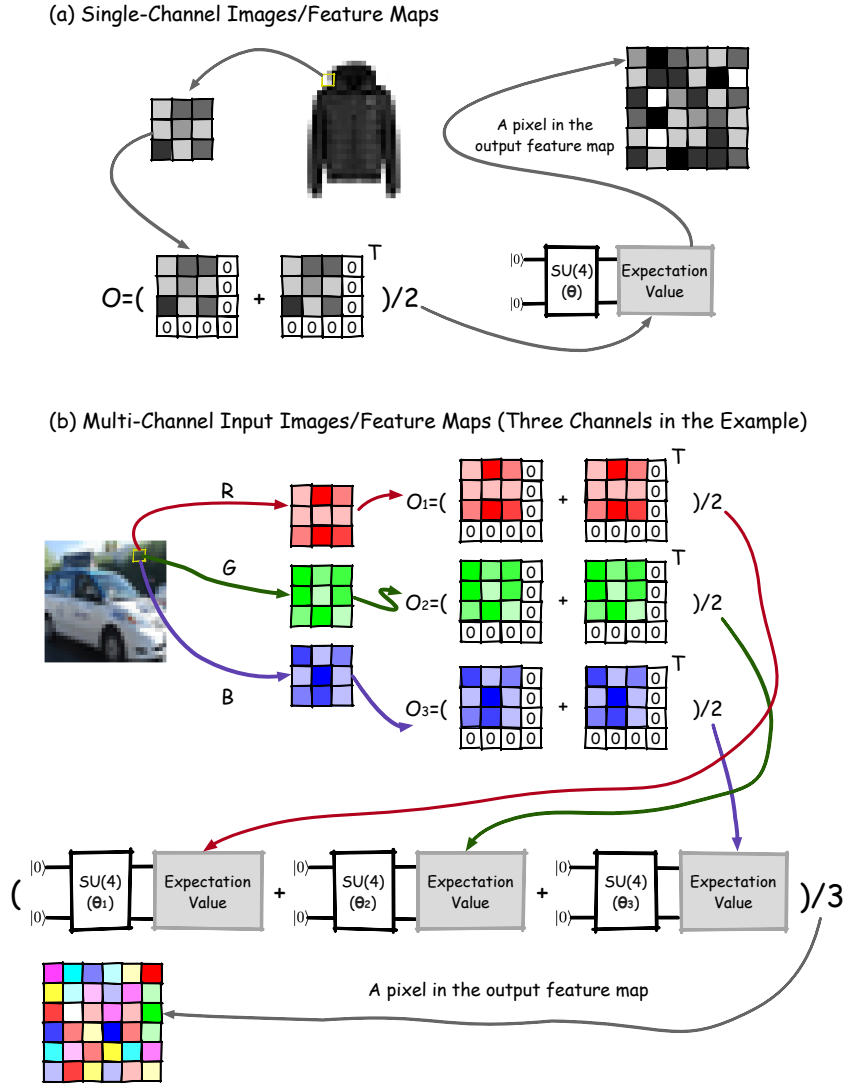 (a) Single-Channel Images/Feature Maps
A pixel in the
output feature map
T
0 0
0 0
O=( 0 + 0 )/2
0 0 0 0 0 0 0 0
|0⟩
SU(4)
(θ)
|0⟩
Expectation
Value
(b) Multi-Channel Input Images/Feature Maps (Three Channels in the Example)
R
T
0 0
0 0
O₁=( 0 + 0 )/2
0 0 0 0 0 0 0 0
G
T
0 0
0 0
O₂=( 0 + 0 )/2
0 0 0 0 0 0 0 0
B
T
0 0
0 0
O₃=( 0 + 0 )/2
0 0 0 0 0 0 0 0
(
|0⟩
SU(4)
(θ₁)
|0⟩
Expectation
Value
+
|0⟩
SU(4)
(θ₂)
|0⟩
Expectation
Value
+
|0⟩
SU(4)
(θ₃)
|0⟩
Expectation
Value
)/3
A pixel in the output feature map